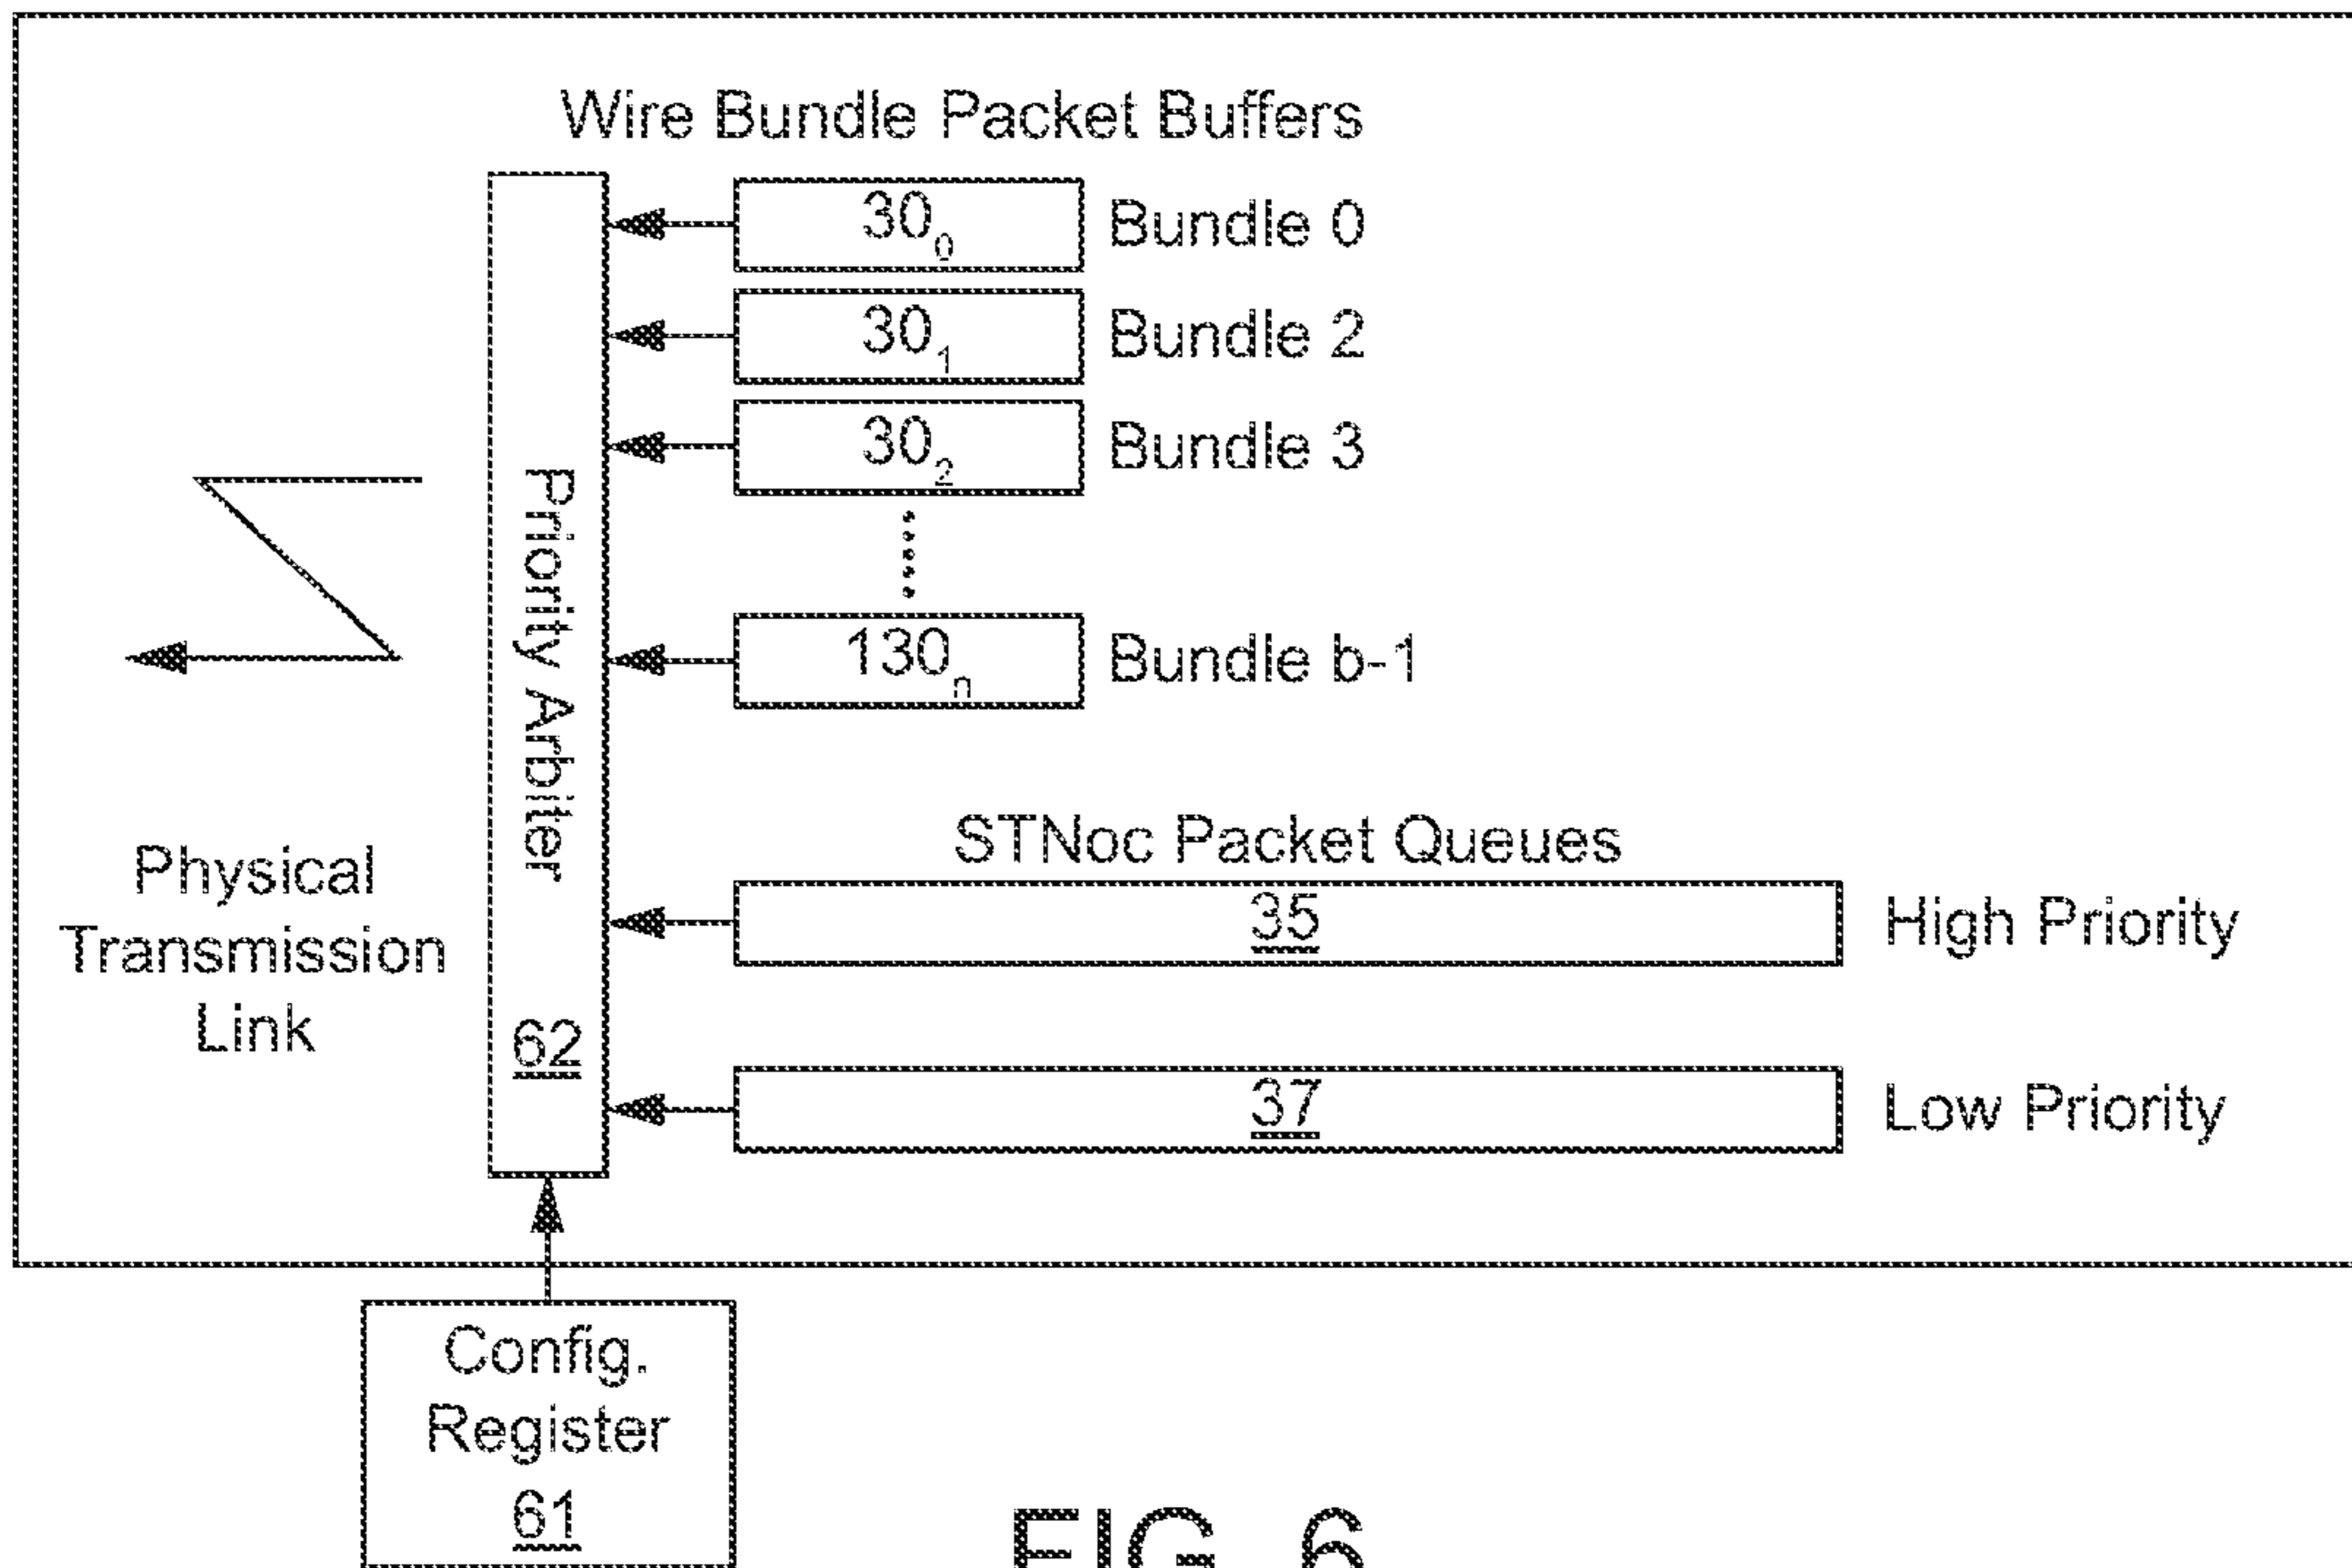 Wire Bundle Packet Buffers
30₀ Bundle 0
30₁ Bundle 2
30₂ Bundle 3
130ₙ Bundle b-1
Priority Arbiter
62
STNoc Packet Queues
35 High Priority
37 Low Priority
Physical
Transmission
Link
Config.
Register
61
FIG. 6